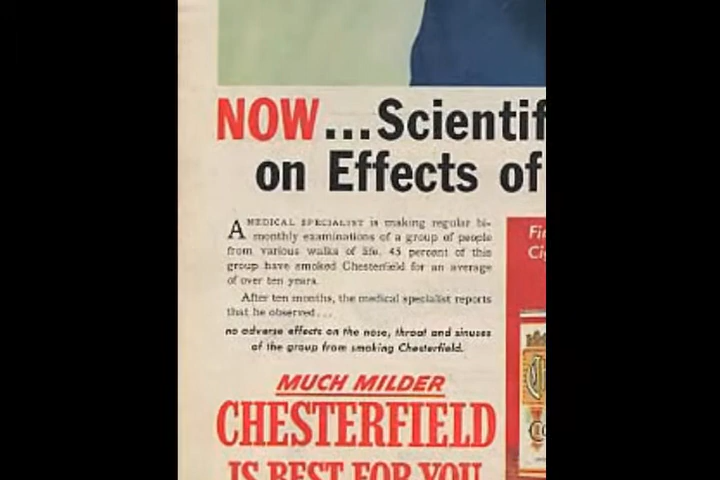 NOW...Scientif
on Effects of
A MEDICAL SPECIALIST is making regular bi-
monthly examinations of a group of people
from various walks of life. 45 percent of this
group have smoked Chesterfield for an average
of over ten years.
After ten months, the medical specialist reports
that he observed...
no adverse effects on the nose, throat and sinuses
of the group from smoking Chesterfield.
MUCH MILDER
CHESTERFIELD
IS BEST FOR YOU
Fi
Ci